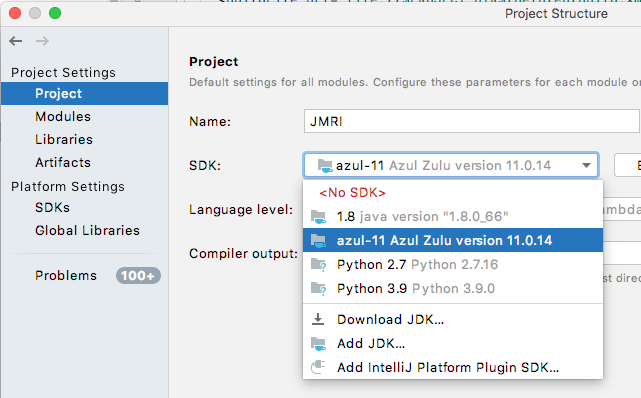 Project Structure
Project Settings
Project
Modules
Libraries
Artifacts
Platform Settings
SDKs
Global Libraries
Problems 100+
Project
Default settings for all modules. Configure these parameters for each module
Name: JMRI
SDK: azul-11 Azul Zulu version 11.0.14
<No SDK>
Language level:
1.8 java version "1.8.0_66"
azul-11 Azul Zulu version 11.0.14
Compiler output:
Python 2.7 Python 2.7.16
Python 3.9 Python 3.9.0
Download JDK...
Add JDK...
Add IntelliJ Platform Plugin SDK...